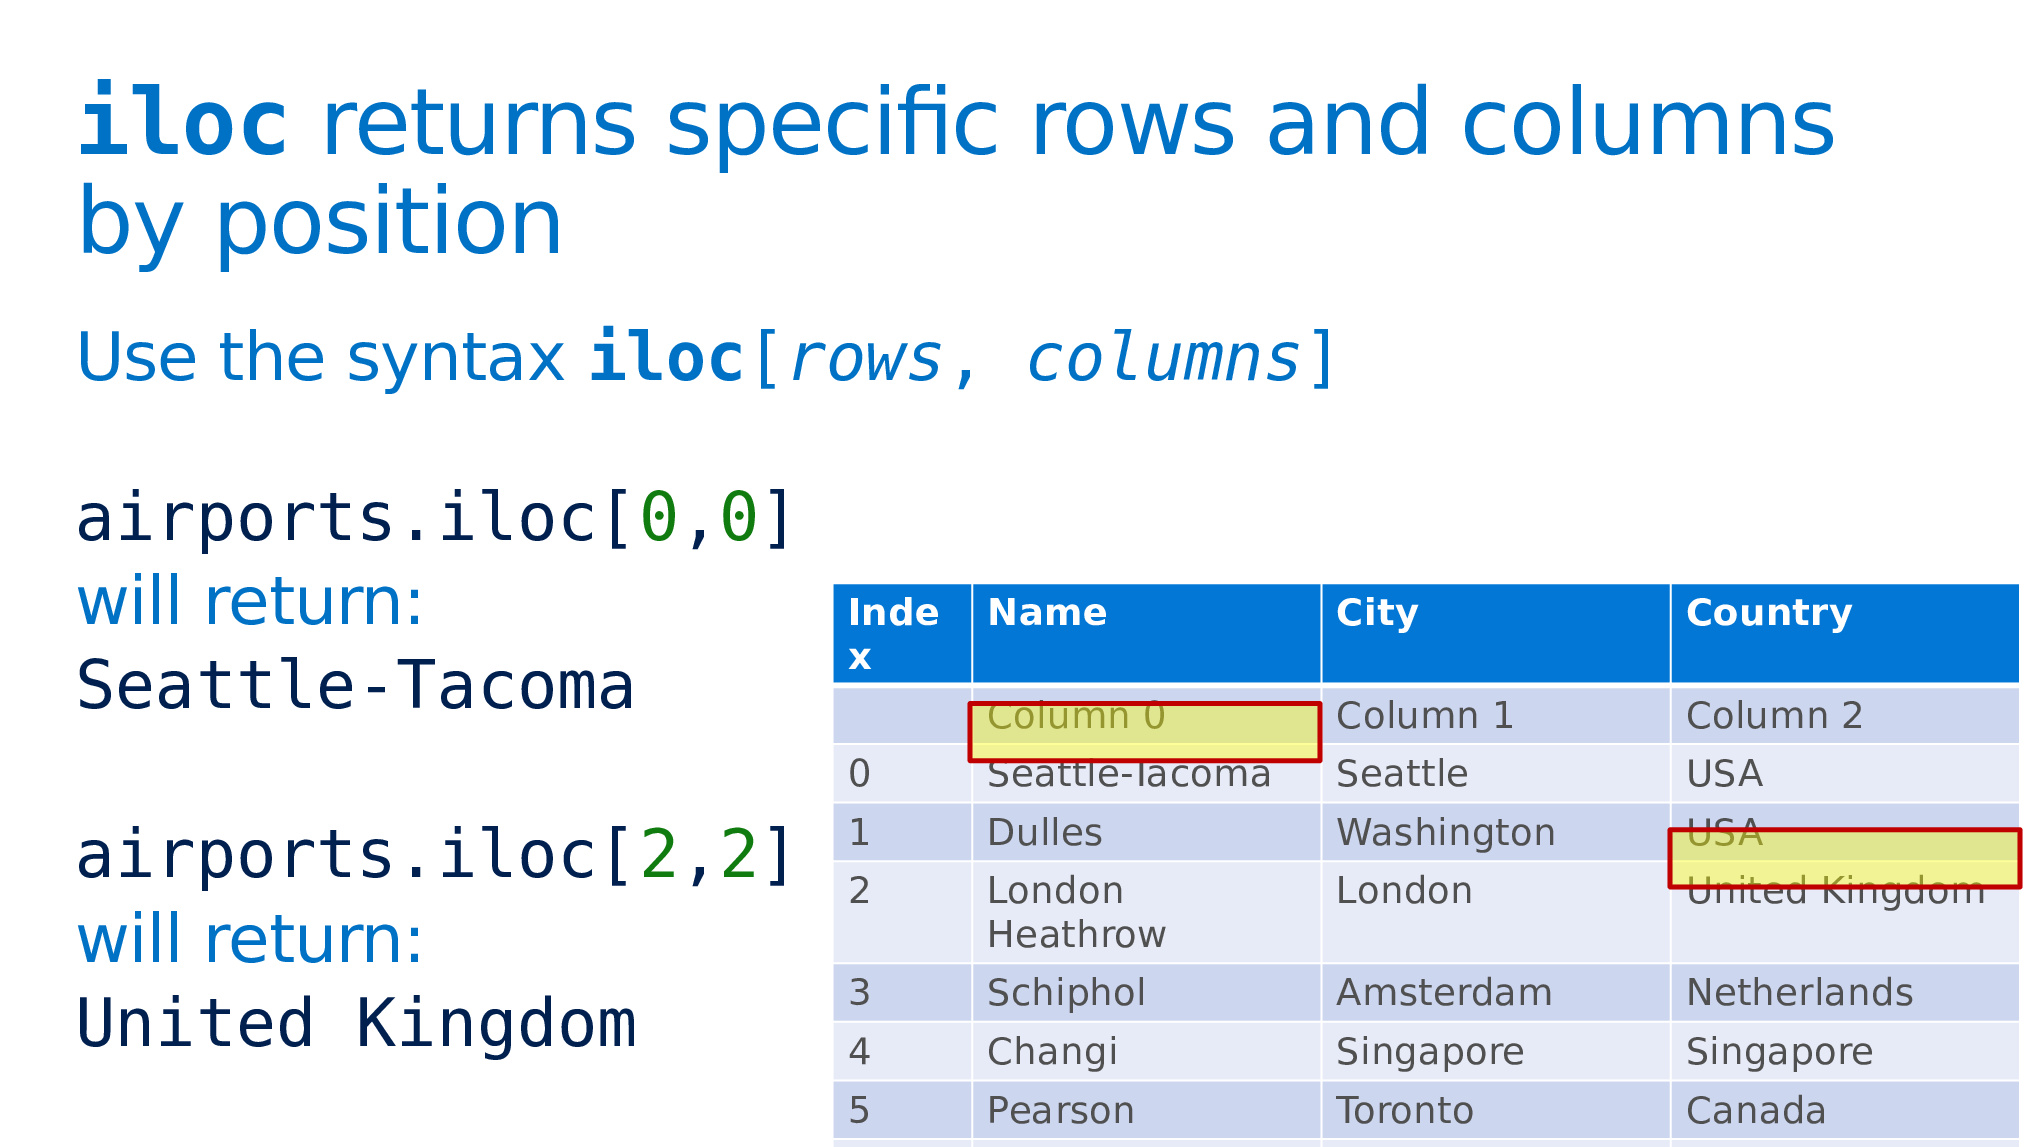 iloc returns specific rows and columns
by position
Use the syntax iloc[rows, columns]
airports.iloc[0,0]
will return:
Seattle-Tacoma
airports.iloc[2,2]
will return:
United Kingdom
Inde
x Name City Country
Column 0 Column 1 Column 2
0 Seattle-Tacoma Seattle USA
1 Dulles Washington USA
2 London London United Kingdom
Heathrow
3 Schiphol Amsterdam Netherlands
4 Changi Singapore Singapore
5 Pearson Toronto Canada